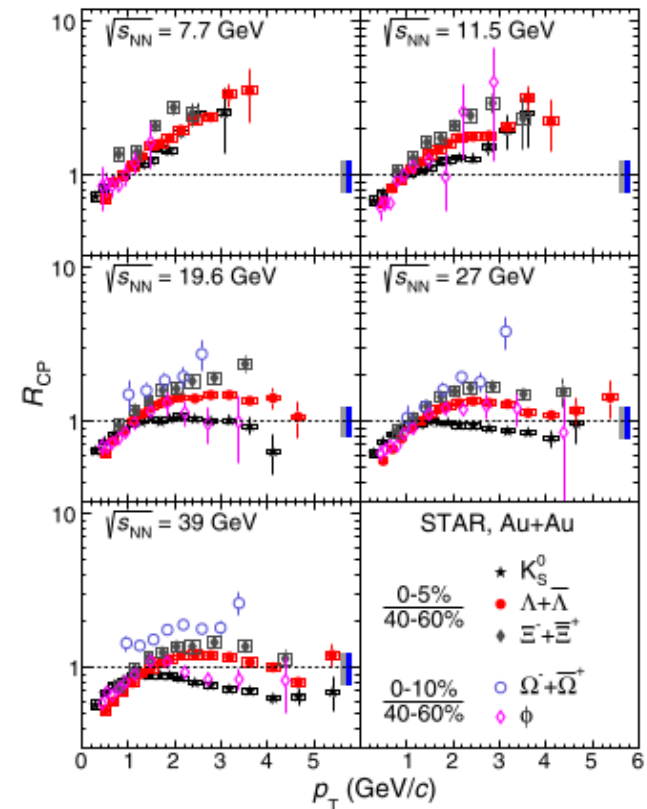 √sNN = 7.7 GeV
√sNN = 11.5 GeV
10
1
√sNN = 19.6 GeV
√sNN = 27 GeV
10
1
RCP
√sNN = 39 GeV
10
1
STAR, Au+Au
0-5%
40-60%
K⁰S
Λ+Λ̅
Ξ⁻+Ξ̅⁺
0-10%
40-60%
Ω⁻+Ω̅⁺
ϕ
0 1 2 3 4 5
0 1 2 3 4 5 6
pT (GeV/c)